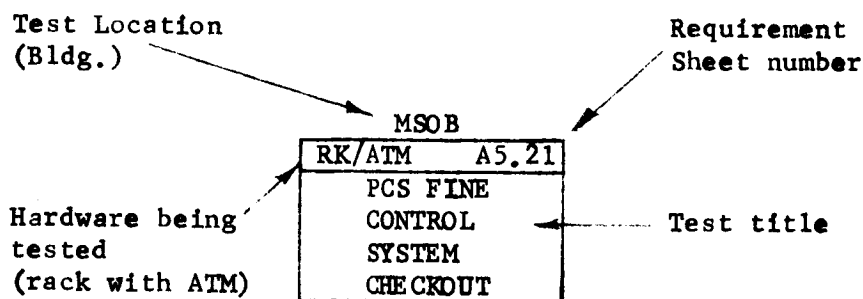 Test Location
(Bldg.)
Requirement
Sheet number
MSOB
RK/ATM A5.21
PCS FINE
CONTROL
SYSTEM
CHECKOUT
Hardware being
tested
(rack with ATM)
Test title